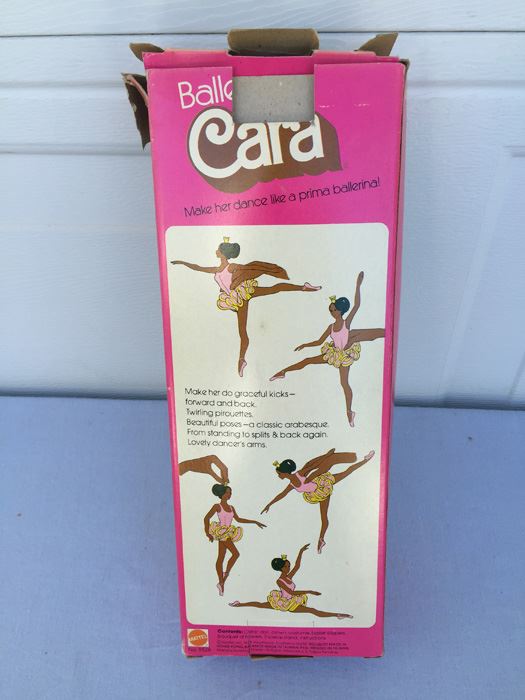 Balle
Cara
Make her dance like a prima ballerina!
Make her do graceful kicks—
forward and back.
Twirling pirouettes.
Beautiful poses—a classic arabesque.
From standing to splits & back again.
Lovely dancer's arms.
MATTEL
Contents: